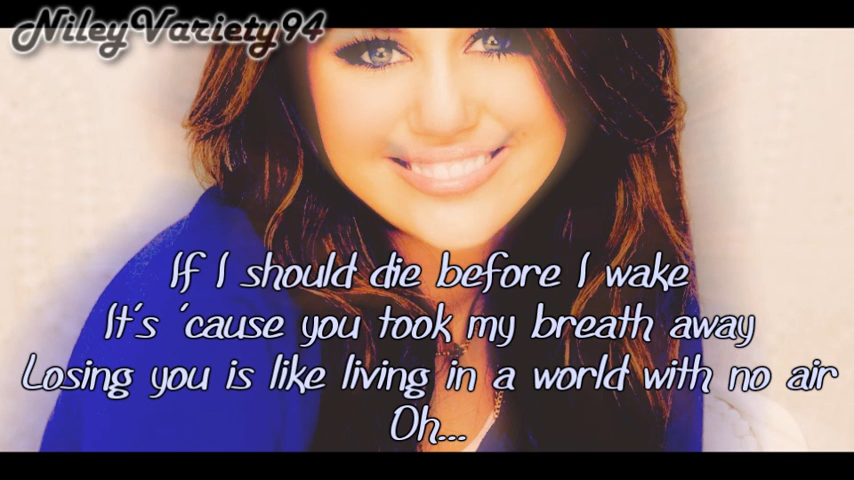 NileyVariety94
If I should die before I wake
It's 'cause you took my breath away
Losing you is like living in a world with no air
Oh...